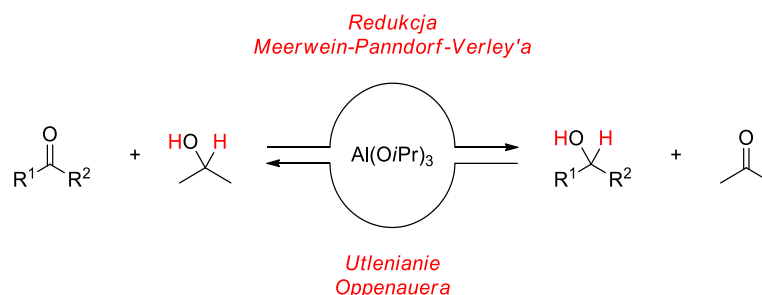 Redukcja
Meerwein-Panndorf-Verley'a
O
R1 R2
+
HO H
Al(OiPr)3
HO H
R1 R2
+
O
Utlenianie
Oppenauera